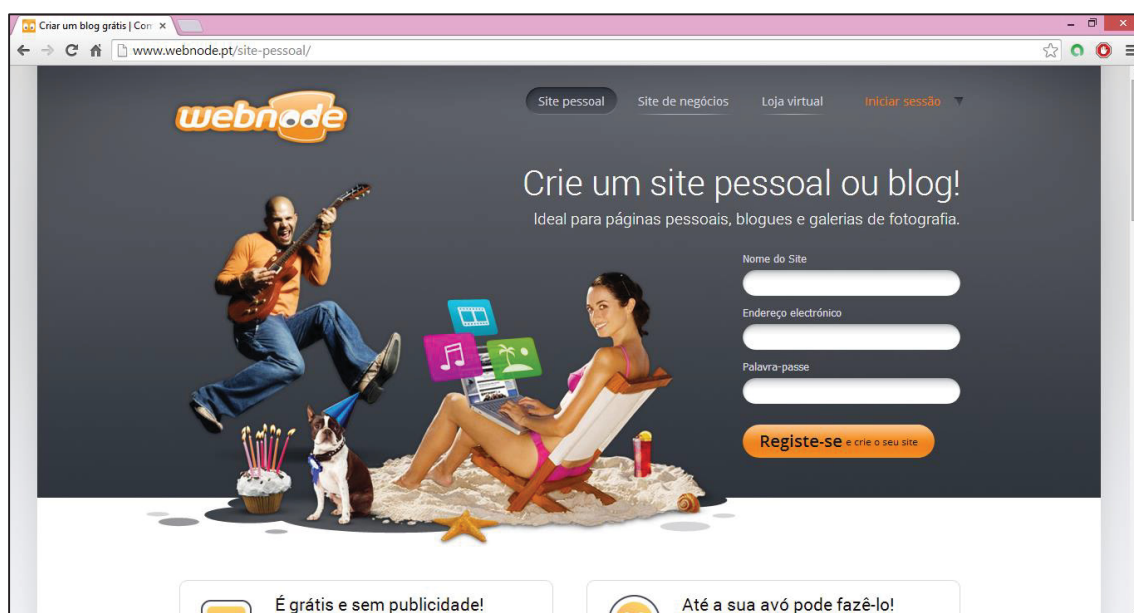 Criar um blog grátis | Com
www.webnode.pt/site-pessoal/
webnode
Site pessoal
Site de negócios
Loja virtual
Iniciar sessão
Crie um site pessoal ou blog!
Ideal para páginas pessoais, blogues e galerias de fotografia.
Nome do Site
Endereço electrónico
Palavra-passe
Registe-se e crie o seu site
É grátis e sem publicidade!
Até a sua avó pode fazê-lo!